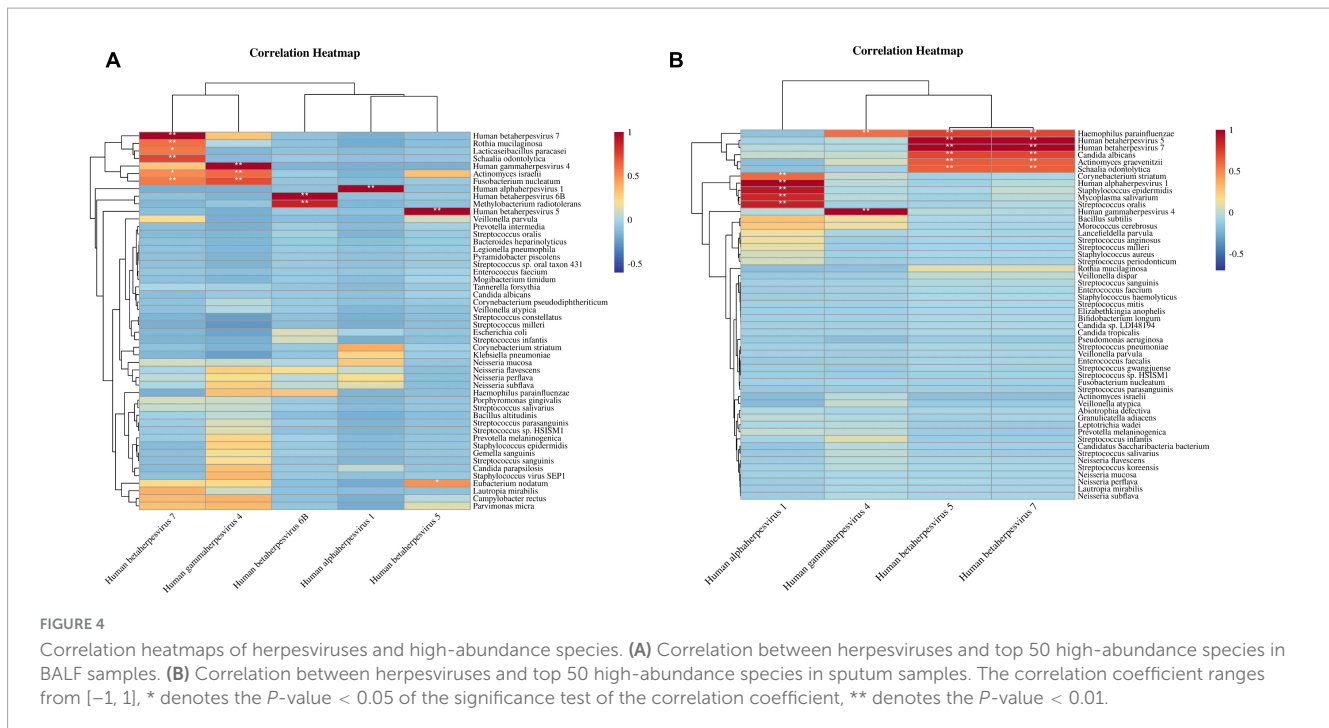 Correlation Heatmap
A
**
**
*
**
**
*
**
**
**
**
**
**
**
*
Human betaherpesvirus 7
Rothia mucilaginosa
Lacticaseibacillus paracasei
Schaalia odontolytica
Human gammaherpesvirus 4
Actinomyces israelii
Fusobacterium nucleatum
Human alphaherpesvirus 1
Human betaherpesvirus 6B
Methylobacterium radiotolerans
Human betaherpesvirus 5
Veillonella parvula
Prevotella intermedia
Streptococcus oralis
Bacteroides heparinolyticus
Legionella pneumophila
Pyramidobacter piscolens
Streptococcus sp. oral taxon 431
Enterococcus faecium
Mogibacterium timidum
Tannerella forsythia
Candida albicans
Corynebacterium pseudodiphtheriticum
Veillonella atypica
Streptococcus constellatus
Streptococcus milleri
Escherichia coli
Streptococcus infantis
Corynebacterium striatum
Klebsiella pneumoniae
Neisseria mucosa
Neisseria flavescens
Neisseria perflava
Neisseria subflava
Haemophilus parainfluenzae
Porphyromonas gingivalis
Streptococcus salivarius
Bacillus altitudinis
Streptococcus parasanguinis
Streptococcus sp. HSISM1
Prevotella melaninogenica
Staphylococcus epidermidis
Gemella sanguinis
Streptococcus sanguinis
Candida parapsilosis
Staphylococcus virus SEP1
Eubacterium nodatum
Lautropia mirabilis
Campylobacter rectus
Parvimonas micra
1
0.5
0
-0.5
Human betaherpesvirus 7
Human gammaherpesvirus 4
Human betaherpesvirus 6B
Human alphaherpesvirus 1
Human betaherpesvirus 5
Correlation Heatmap
B
** ** **
** **
** **
** **
** **
** **
**
**
**
**
**
**
Haemophilus parainfluenzae
Human betaherpesvirus 5
Human betaherpesvirus 7
Candida albicans
Actinomyces graevenitzii
Schaalia odontolytica
Corynebacterium striatum
Human alphaherpesvirus 1
Staphylococcus epidermidis
Mycoplasma salivarium
Streptococcus oralis
Human gammaherpesvirus 4
Bacillus subtilis
Morococcus cerebrosus
Lancefieldella parvula
Streptococcus anginosus
Streptococcus milleri
Staphylococcus aureus
Streptococcus periodonticum
Rothia mucilaginosa
Veillonella dispar
Streptococcus sanguinis
Enterococcus faecium
Staphylococcus haemolyticus
Streptococcus mitis
Elizabethkingia anophelis
Bifidobacterium longum
Candida sp. LDI48194
Candida tropicalis
Pseudomonas aeruginosa
Streptococcus pneumoniae
Veillonella parvula
Enterococcus faecalis
Streptococcus gwangjuense
Streptococcus sp. HSISM1
Fusobacterium nucleatum
Streptococcus parasanguinis
Actinomyces israelii
Veillonella atypica
Abiotrophia defectiva
Granulicatella adiacens
Leptotrichia wadei
Prevotella melaninogenica
Streptococcus infantis
Candidatus Saccharibacteria bacterium
Streptococcus salivarius
Neisseria flavescens
Streptococcus koreensis
Neisseria mucosa
Neisseria perflava
Lautropia mirabilis
Neisseria subflava
1
0.5
0
-0.5
Human alphaherpesvirus 1
Human gammaherpesvirus 4
Human betaherpesvirus 5
Human betaherpesvirus 7
FIGURE 4
Correlation heatmaps of herpesviruses and high-abundance species. (A) Correlation between herpesviruses and top 50 high-abundance species in
BALF samples. (B) Correlation between herpesviruses and top 50 high-abundance species in sputum samples. The correlation coefficient ranges
from [−1, 1], * denotes the P-value < 0.05 of the significance test of the correlation coefficient, ** denotes the P-value < 0.01.